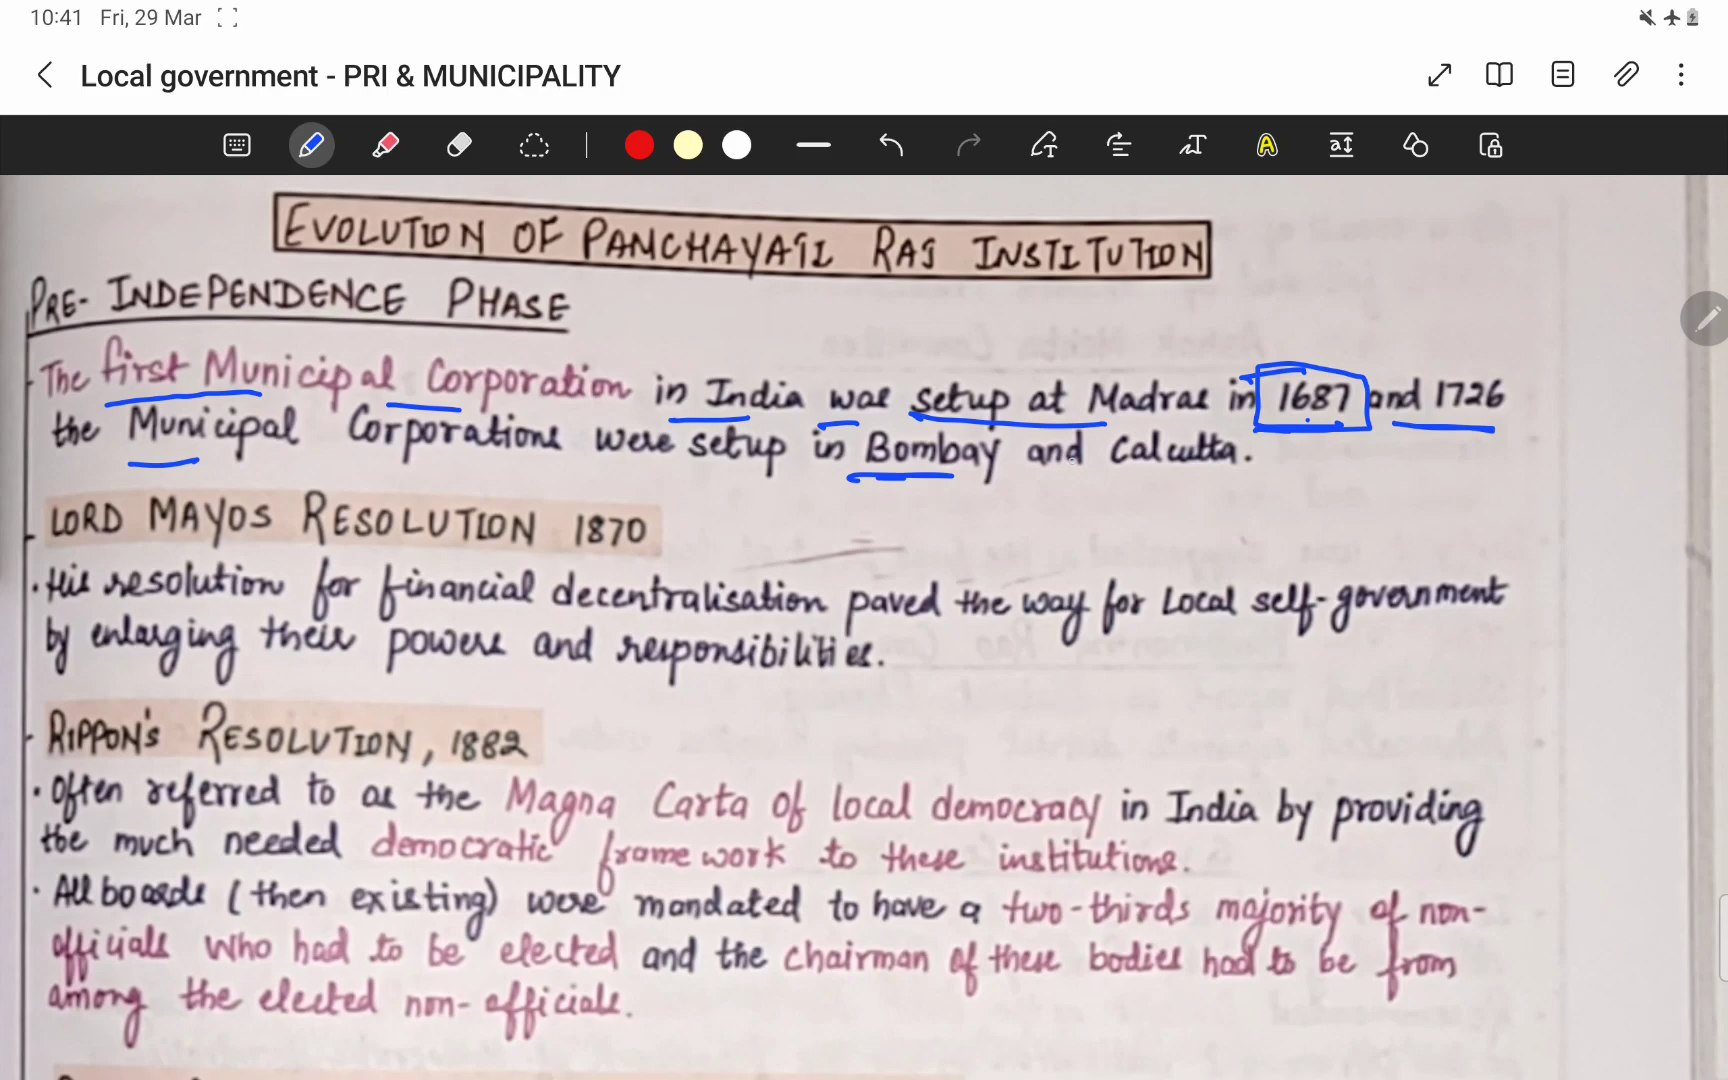 10:41 Fri, 29 Mar
Local government - PRI & MUNICIPALITY
EVOLUTION OF PANCHAYATI RAJ INSTITUTION
PRE-INDEPENDENCE PHASE
- The first Municipal Corporation in India was setup at Madras in 1687 and 1726
the Municipal Corporations were setup in Bombay and Calcutta.
- LORD MAYOS RESOLUTION 1870
• His resolution for financial decentralisation paved the way for Local self-government
by enlarging their powers and responsibilities.
- RIPPON'S RESOLUTION, 1882
• Often referred to as the Magna Carta of local democracy in India by providing
the much needed democratic framework to these institutions.
• All boards (then existing) were mandated to have a two-thirds majority of non-
officials who had to be elected and the chairman of these bodies had to be from
among the elected non-officials.